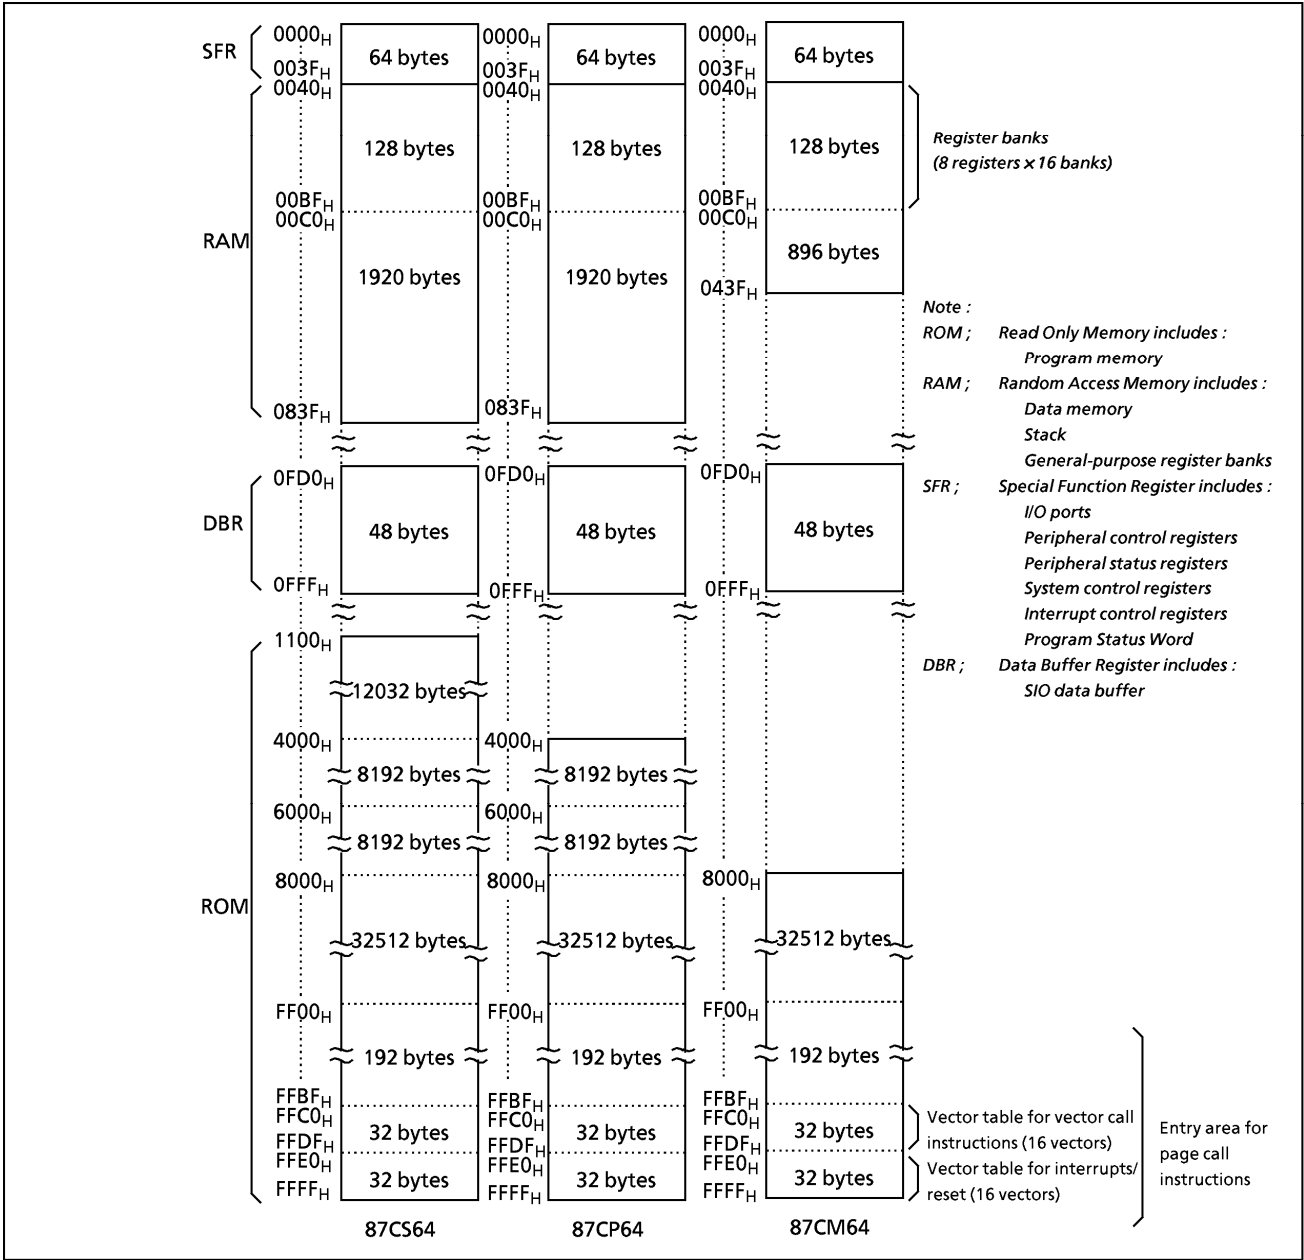 SFR
0000H
64 bytes
0000H
64 bytes
0000H
64 bytes
003FH
003FH
003FH
0040H
0040H
0040H
RAM
128 bytes
128 bytes
128 bytes
Register banks
(8 registers × 16 banks)
00BFH
00BFH
00BFH
00C0H
00C0H
00C0H
1920 bytes
1920 bytes
896 bytes
043FH
083FH
083FH
Note :
ROM ; Read Only Memory includes :
Program memory
RAM ; Random Access Memory includes :
Data memory
Stack
General-purpose register banks
SFR ; Special Function Register includes :
I/O ports
Peripheral control registers
Peripheral status registers
System control registers
Interrupt control registers
Program Status Word
DBR ; Data Buffer Register includes :
SIO data buffer
DBR
0FD0H
0FD0H
0FD0H
48 bytes
48 bytes
48 bytes
0FFFH
0FFFH
0FFFH
ROM
1100H
12032 bytes
4000H
4000H
8192 bytes
8192 bytes
6000H
6000H
8192 bytes
8192 bytes
8000H
8000H
8000H
32512 bytes
32512 bytes
32512 bytes
FF00H
FF00H
FF00H
192 bytes
192 bytes
192 bytes
FFBFH
FFBFH
FFBFH
FFC0H
FFC0H
FFC0H
32 bytes
32 bytes
32 bytes
Vector table for vector call
instructions (16 vectors)
FFDFH
FFDFH
FFDFH
FFE0H
FFE0H
FFE0H
32 bytes
32 bytes
32 bytes
Vector table for interrupts/
reset (16 vectors)
FFFFH
FFFFH
FFFFH
Entry area for
page call
instructions
87CS64
87CP64
87CM64